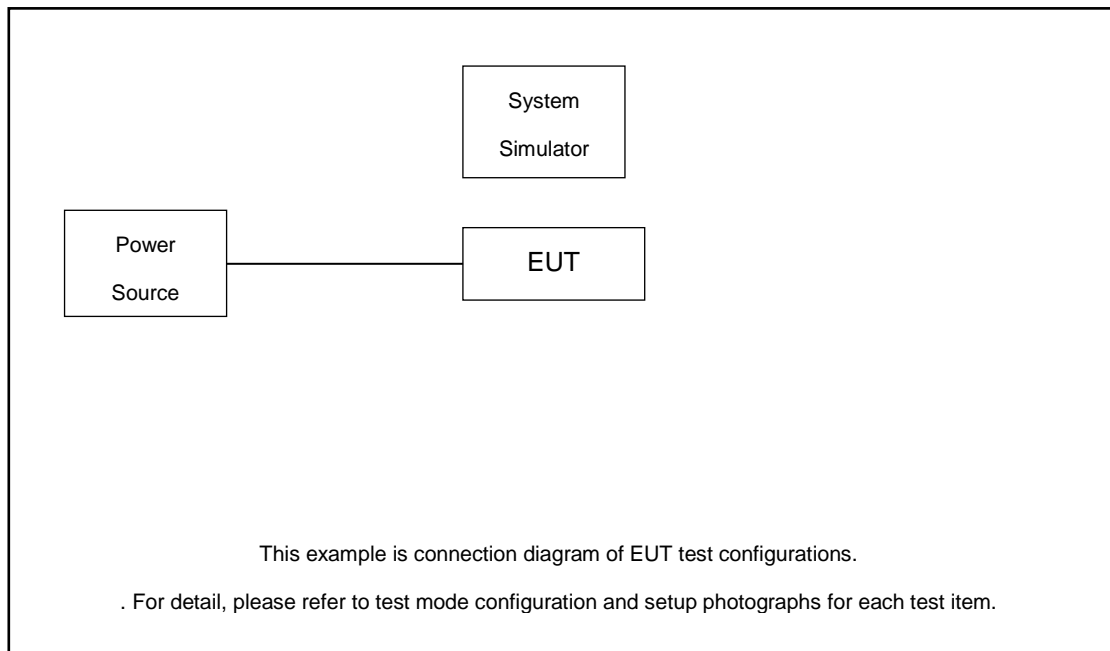 System
Simulator
Power
Source
EUT
This example is connection diagram of EUT test configurations.
. For detail, please refer to test mode configuration and setup photographs for each test item.